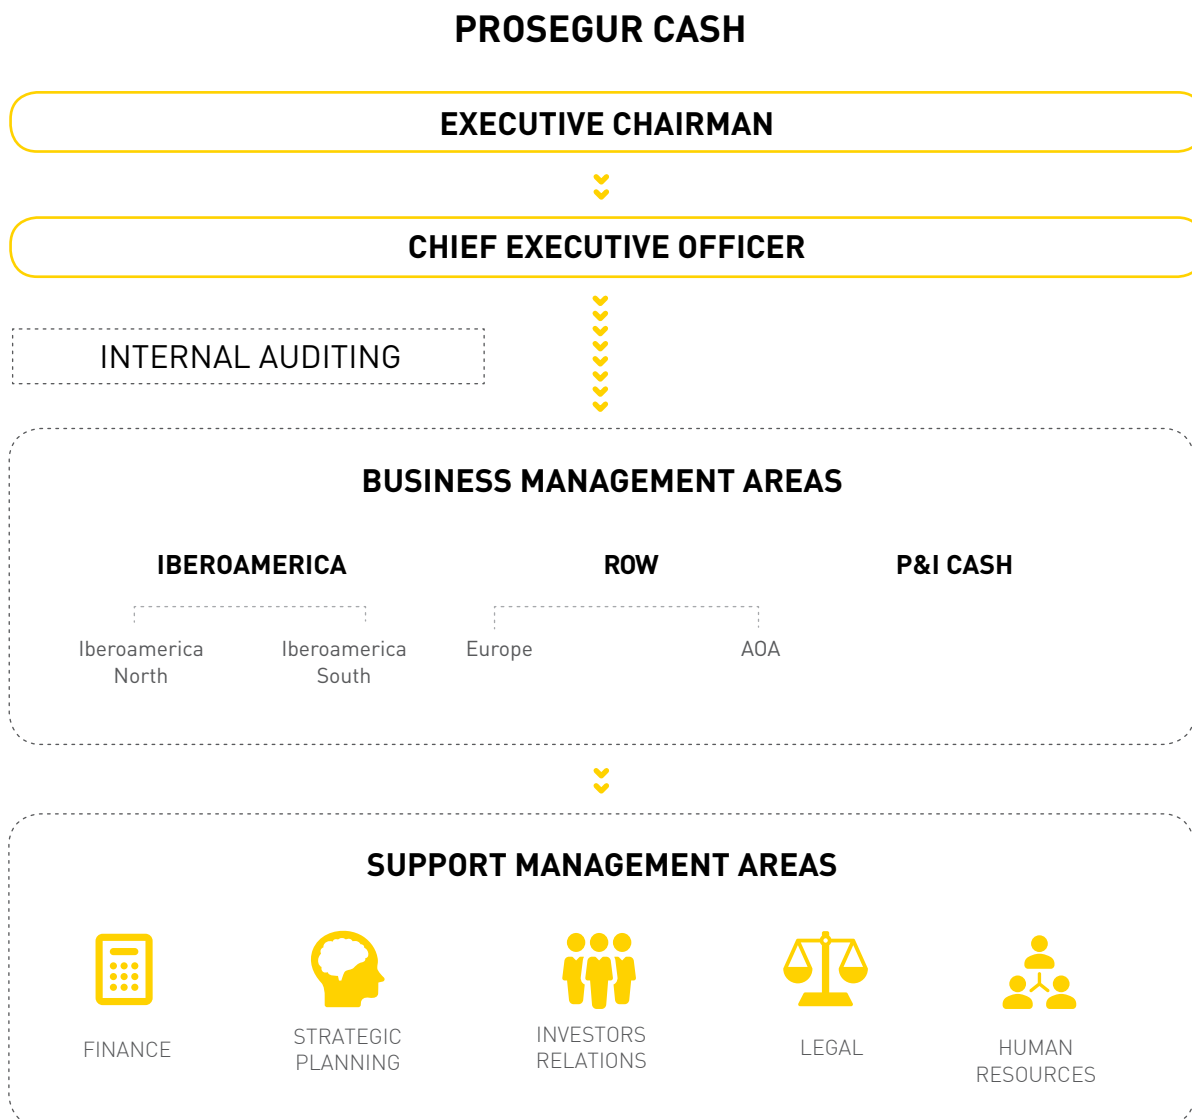 PROSEGUR CASH
EXECUTIVE CHAIRMAN
CHIEF EXECUTIVE OFFICER
INTERNAL AUDITING
BUSINESS MANAGEMENT AREAS
IBEROAMERICA
ROW
P&I CASH
Iberoamerica
North
Iberoamerica
South
Europe
AOA
SUPPORT MANAGEMENT AREAS
FINANCE
STRATEGIC
PLANNING
INVESTORS
RELATIONS
LEGAL
HUMAN
RESOURCES